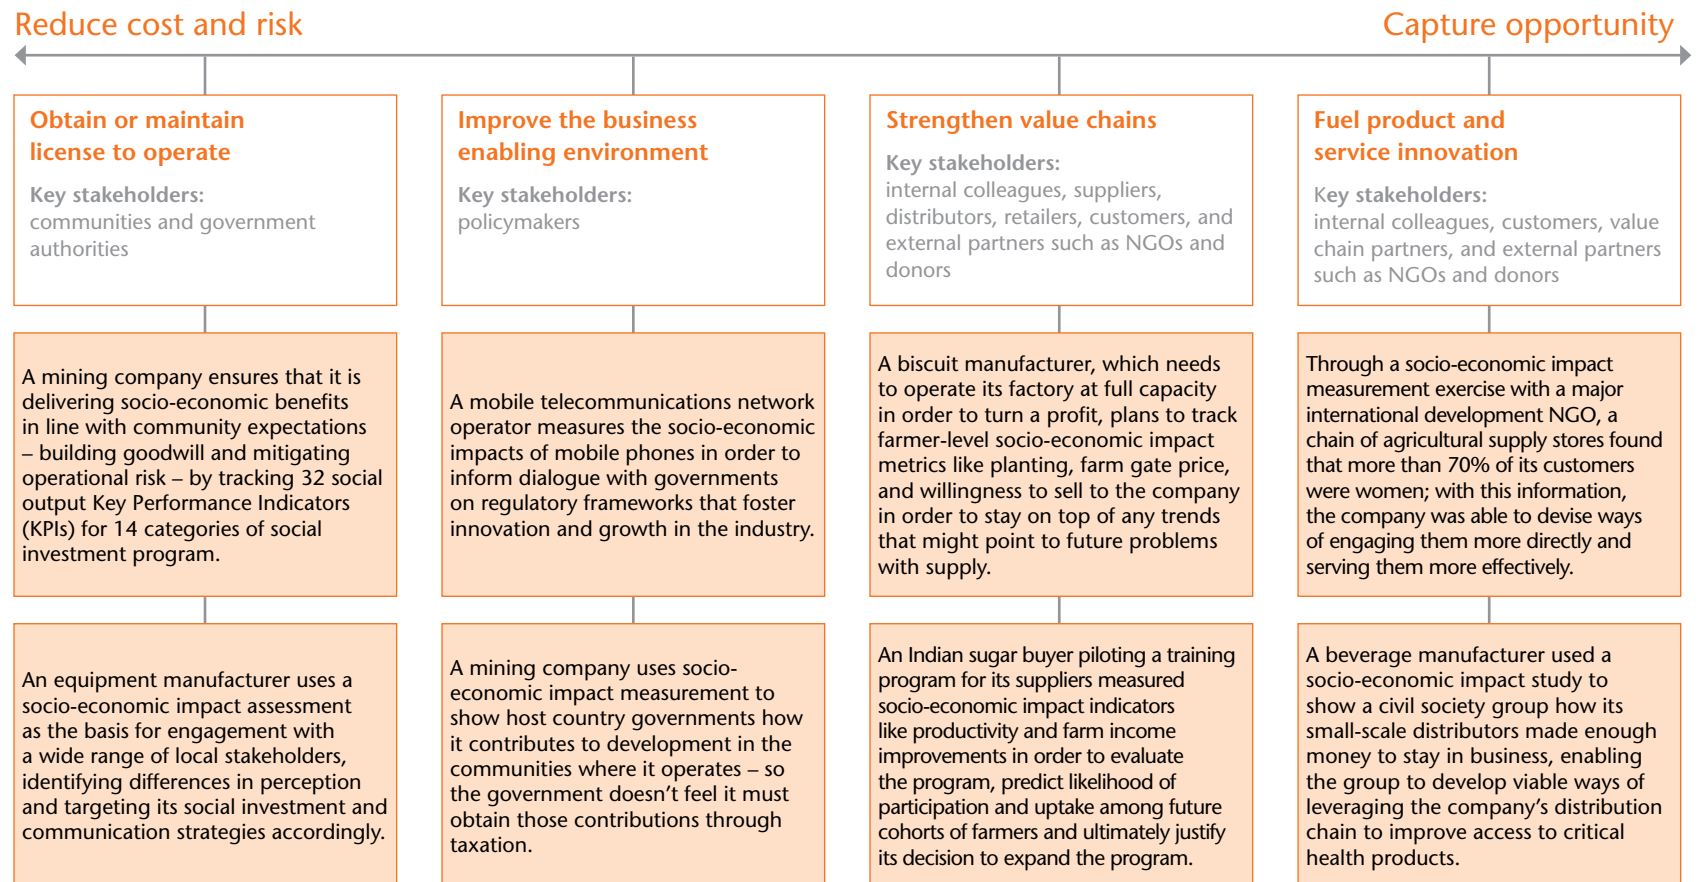 Reduce cost and risk
Capture opportunity
Obtain or maintain
license to operate
Key stakeholders:
communities and government
authorities
Improve the business
enabling environment
Key stakeholders:
policymakers
Strengthen value chains
Key stakeholders:
internal colleagues, suppliers,
distributors, retailers, customers, and
external partners such as NGOs and
donors
Fuel product and
service innovation
Key stakeholders:
internal colleagues, customers, value
chain partners, and external partners
such as NGOs and donors
A mining company ensures that it is
delivering socio-economic benefits
in line with community expectations
– building goodwill and mitigating
operational risk – by tracking 32 social
output Key Performance Indicators
(KPIs) for 14 categories of social
investment program.
A mobile telecommunications network
operator measures the socio-economic
impacts of mobile phones in order to
inform dialogue with governments
on regulatory frameworks that foster
innovation and growth in the industry.
A biscuit manufacturer, which needs
to operate its factory at full capacity
in order to turn a profit, plans to track
farmer-level socio-economic impact
metrics like planting, farm gate price,
and willingness to sell to the company
in order to stay on top of any trends
that might point to future problems
with supply.
Through a socio-economic impact
measurement exercise with a major
international development NGO, a
chain of agricultural supply stores found
that more than 70% of its customers
were women; with this information,
the company was able to devise ways
of engaging them more directly and
serving them more effectively.
An equipment manufacturer uses a
socio-economic impact assessment
as the basis for engagement with
a wide range of local stakeholders,
identifying differences in perception
and targeting its social investment and
communication strategies accordingly.
A mining company uses socio-
economic impact measurement to
show host country governments how
it contributes to development in the
communities where it operates – so
the government doesn't feel it must
obtain those contributions through
taxation.
An Indian sugar buyer piloting a training
program for its suppliers measured
socio-economic impact indicators
like productivity and farm income
improvements in order to evaluate
the program, predict likelihood of
participation and uptake among future
cohorts of farmers and ultimately justify
its decision to expand the program.
A beverage manufacturer used a
socio-economic impact study to
show a civil society group how its
small-scale distributors made enough
money to stay in business, enabling
the group to develop viable ways of
leveraging the company's distribution
chain to improve access to critical
health products.